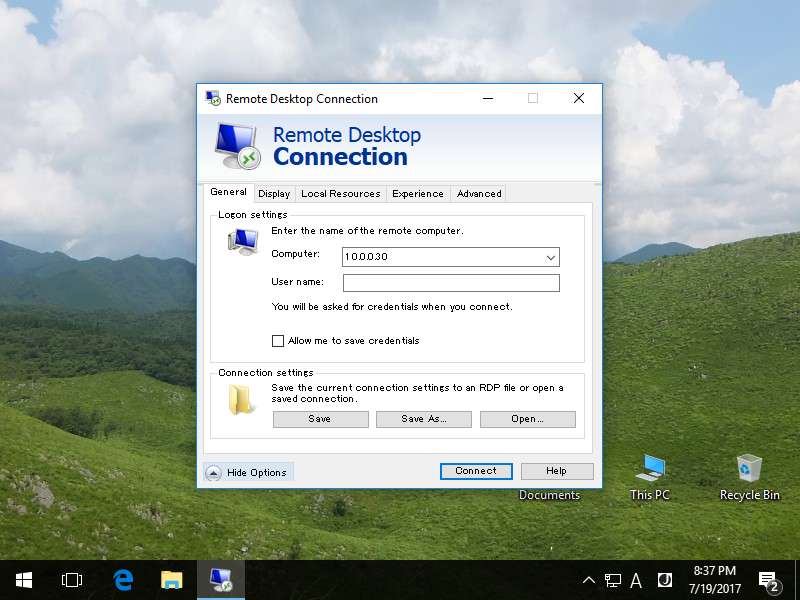 Remote Desktop Connection
Remote Desktop
Connection
General Display Local Resources Experience Advanced
Logon settings
Enter the name of the remote computer.
Computer: 10.0.0.30
User name:
You will be asked for credentials when you connect.
Allow me to save credentials
Connection settings
Save the current connection settings to an RDP file or open a
saved connection.
Save Save As... Open...
Hide Options Connect Help
Documents This PC Recycle Bin
A 8:37 PM
7/19/2017 2